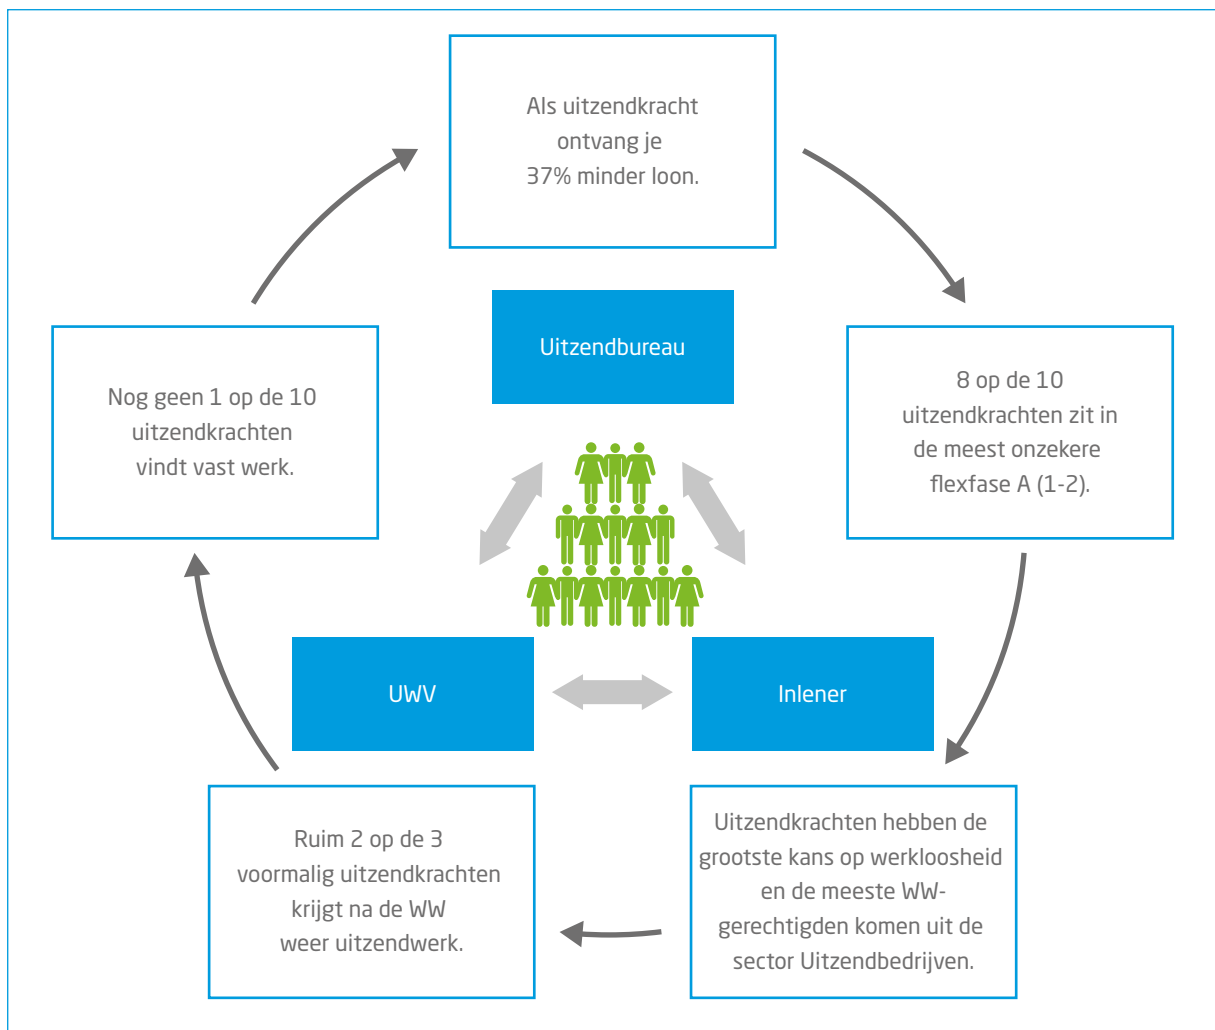 Als uitzendkracht
ontvang je
37% minder loon.
Uitzendbureau
Nog geen 1 op de 10
uitzendkrachten
vindt vast werk.
8 op de 10
uitzendkrachten zit in
de meest onzekere
flexfase A (1-2).
UWV
Inlener
Ruim 2 op de 3
voormalig uitzendkrachten
krijgt na de WW
weer uitzendwerk.
Uitzendkrachten hebben de
grootste kans op werkloosheid
en de meeste WW-
gerechtigden komen uit de
sector Uitzendbedrijven.